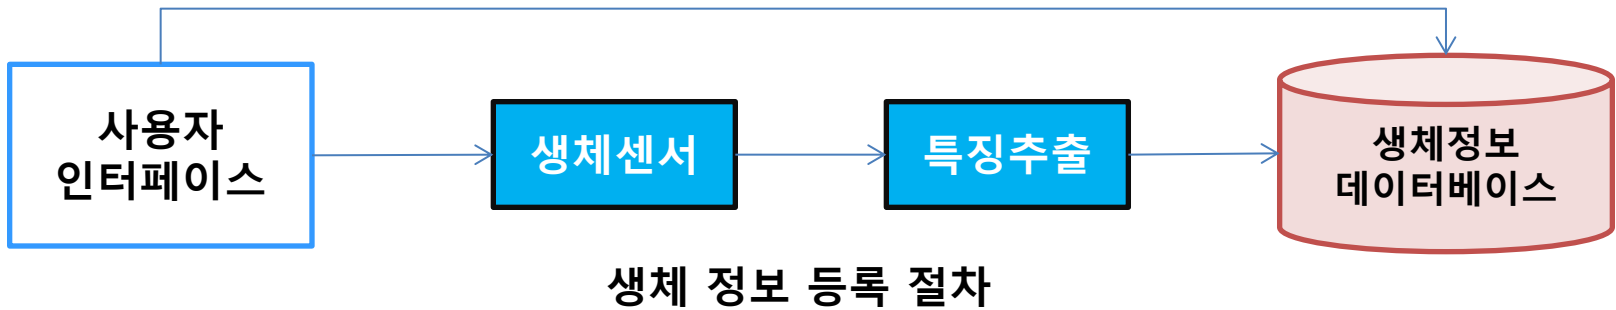 사용자
인터페이스
생체센서
특징추출
생체정보
데이터베이스
생체 정보 등록 절차